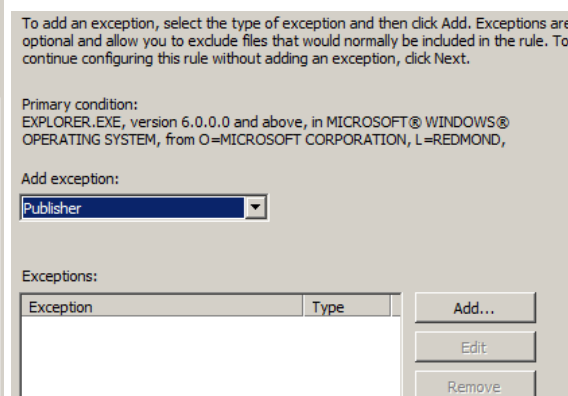 To add an exception, select the type of exception and then click Add. Exceptions are
optional and allow you to exclude files that would normally be included in the rule. To
continue configuring this rule without adding an exception, click Next.
Primary condition:
EXPLORER.EXE, version 6.0.0.0 and above, in MICROSOFT® WINDOWS®
OPERATING SYSTEM, from O=MICROSOFT CORPORATION, L=REDMOND,
Add exception:
Publisher
Exceptions:
Exception Type
Add...
Edit
Remove